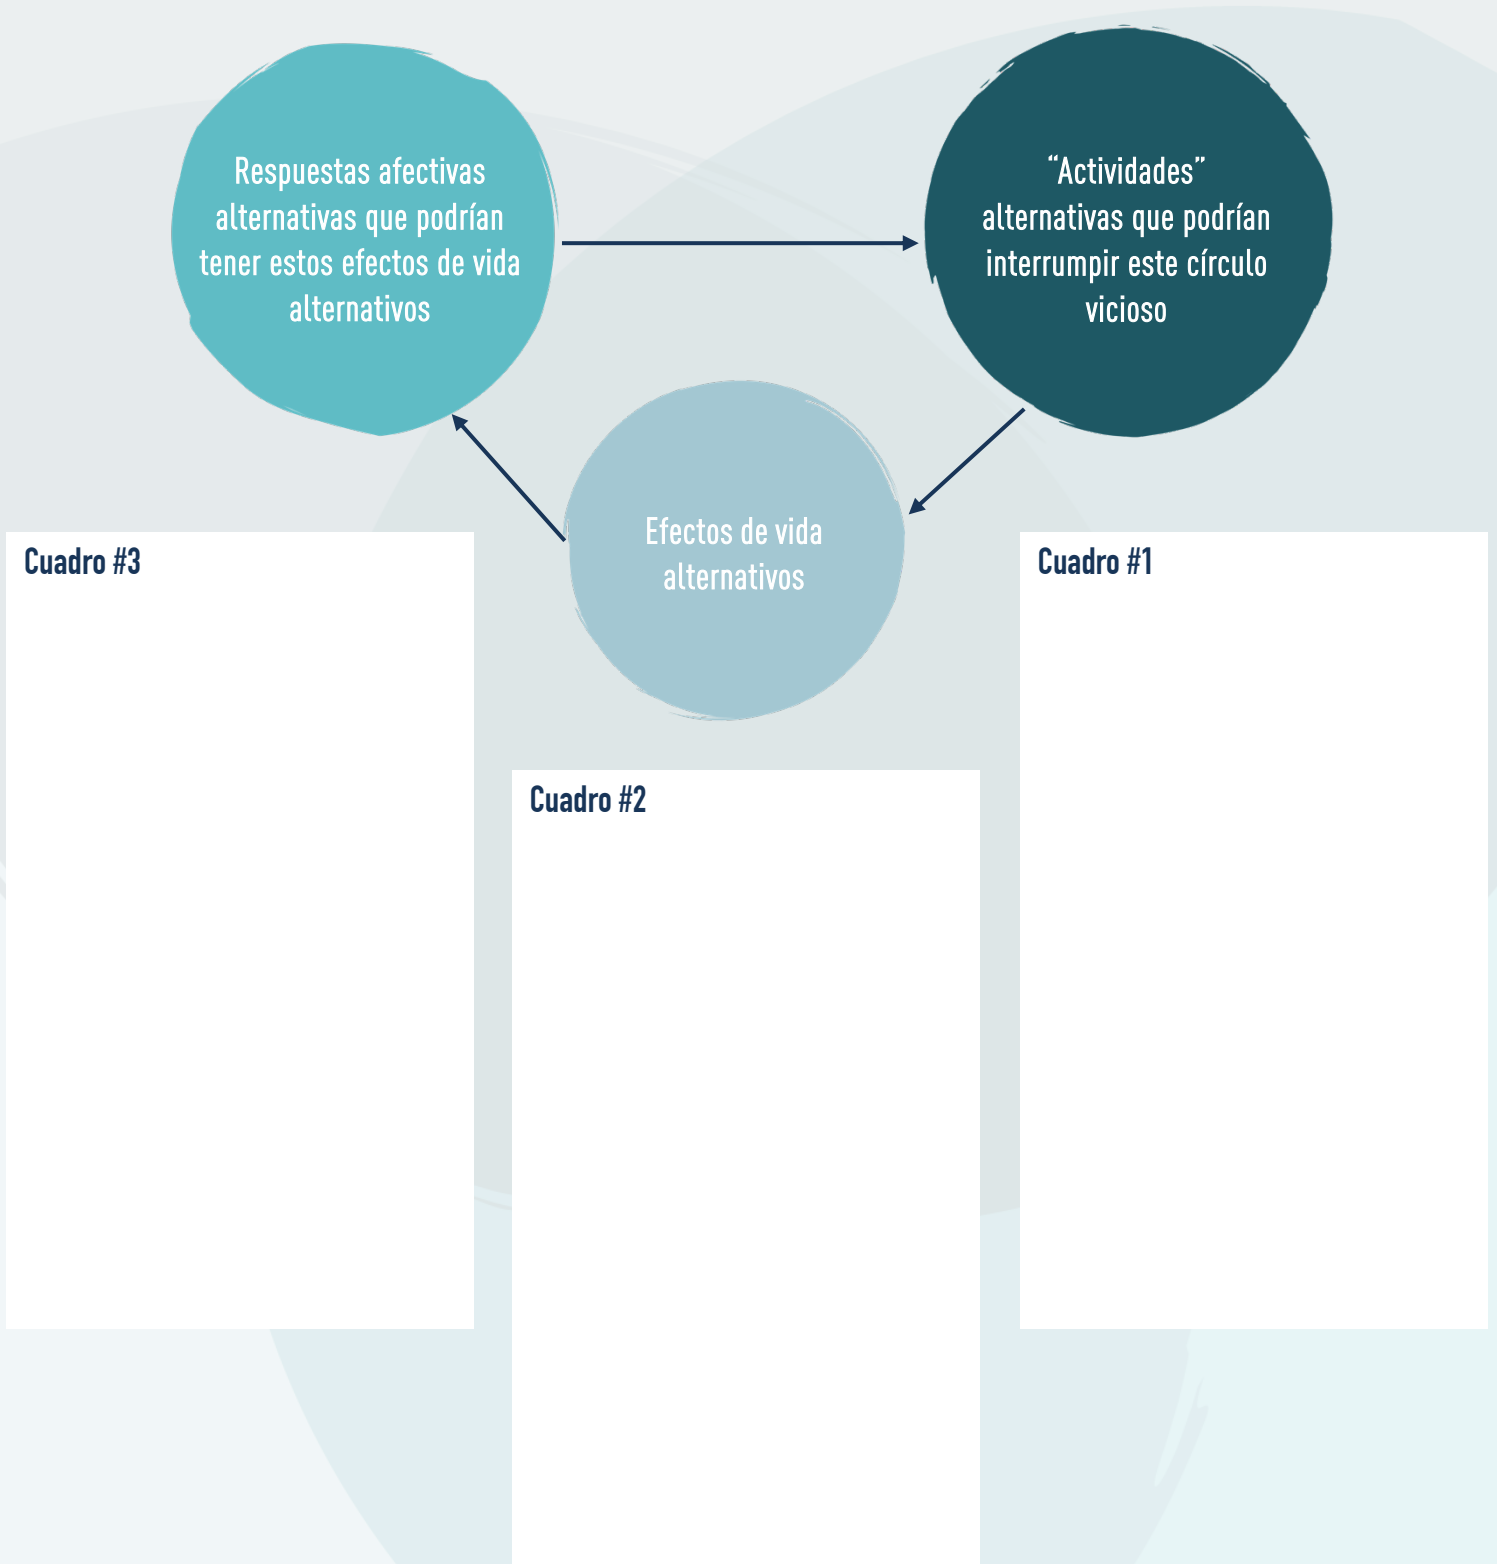 Respuestas afectivas
alternativas que podrían
tener estos efectos de vida
alternativos
“Actividades”
alternativas que podrían
interrumpir este círculo
vicioso
Efectos de vida
alternativos
Cuadro #3
Cuadro #1
Cuadro #2